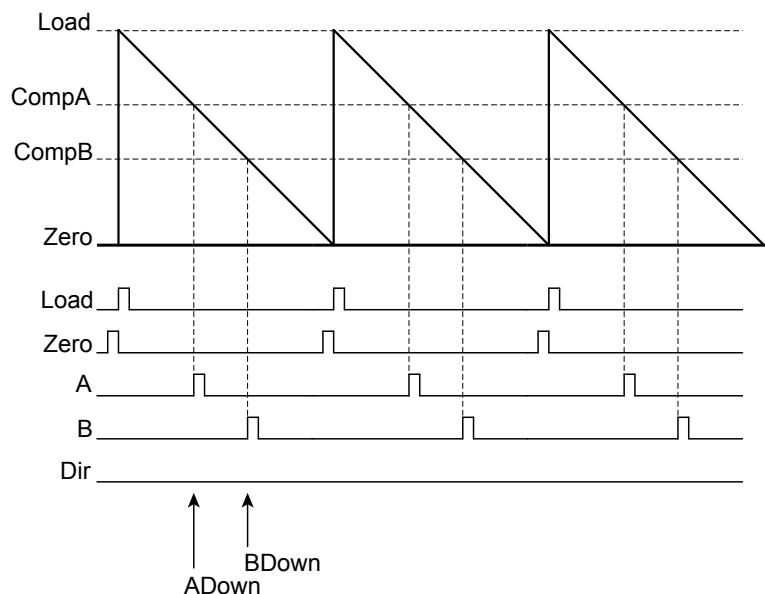 Load
CompA
CompB
Zero
Load
Zero
A
B
Dir
BDown
ADown